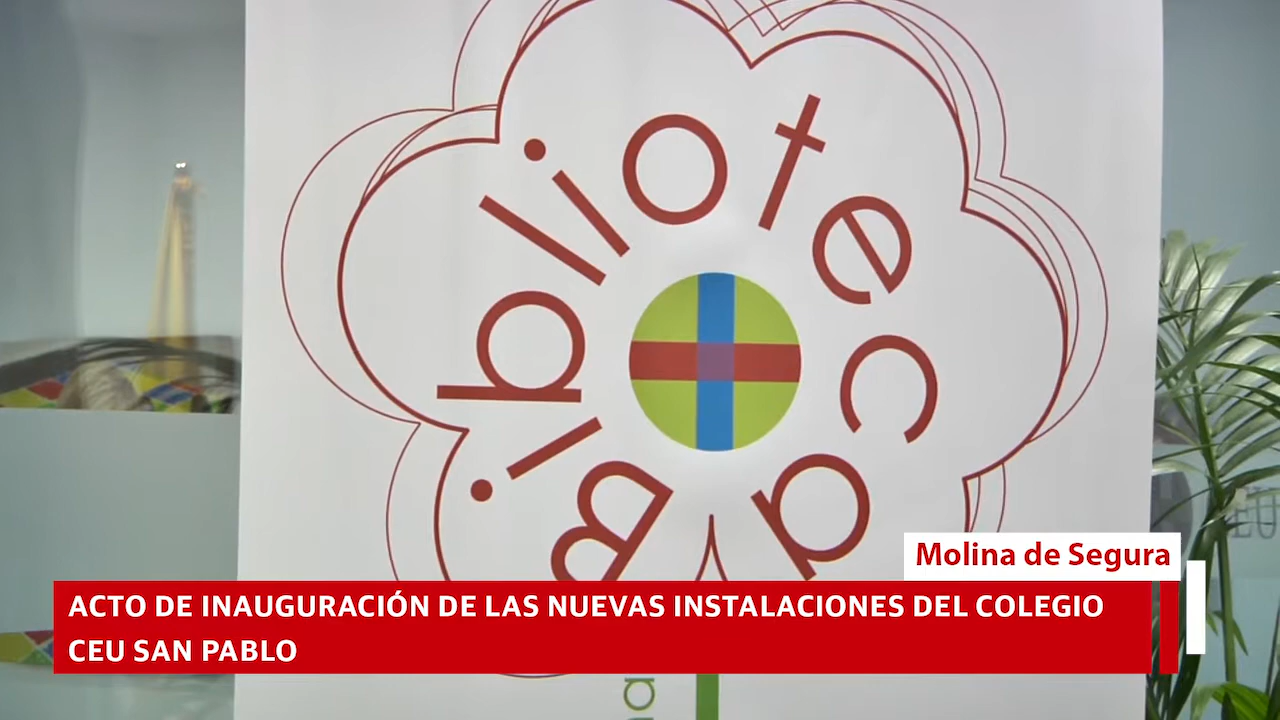 Biblioteca
Molina de Segura
ACTO DE INAUGURACIÓN DE LAS NUEVAS INSTALACIONES DEL COLEGIO
CEU SAN PABLO